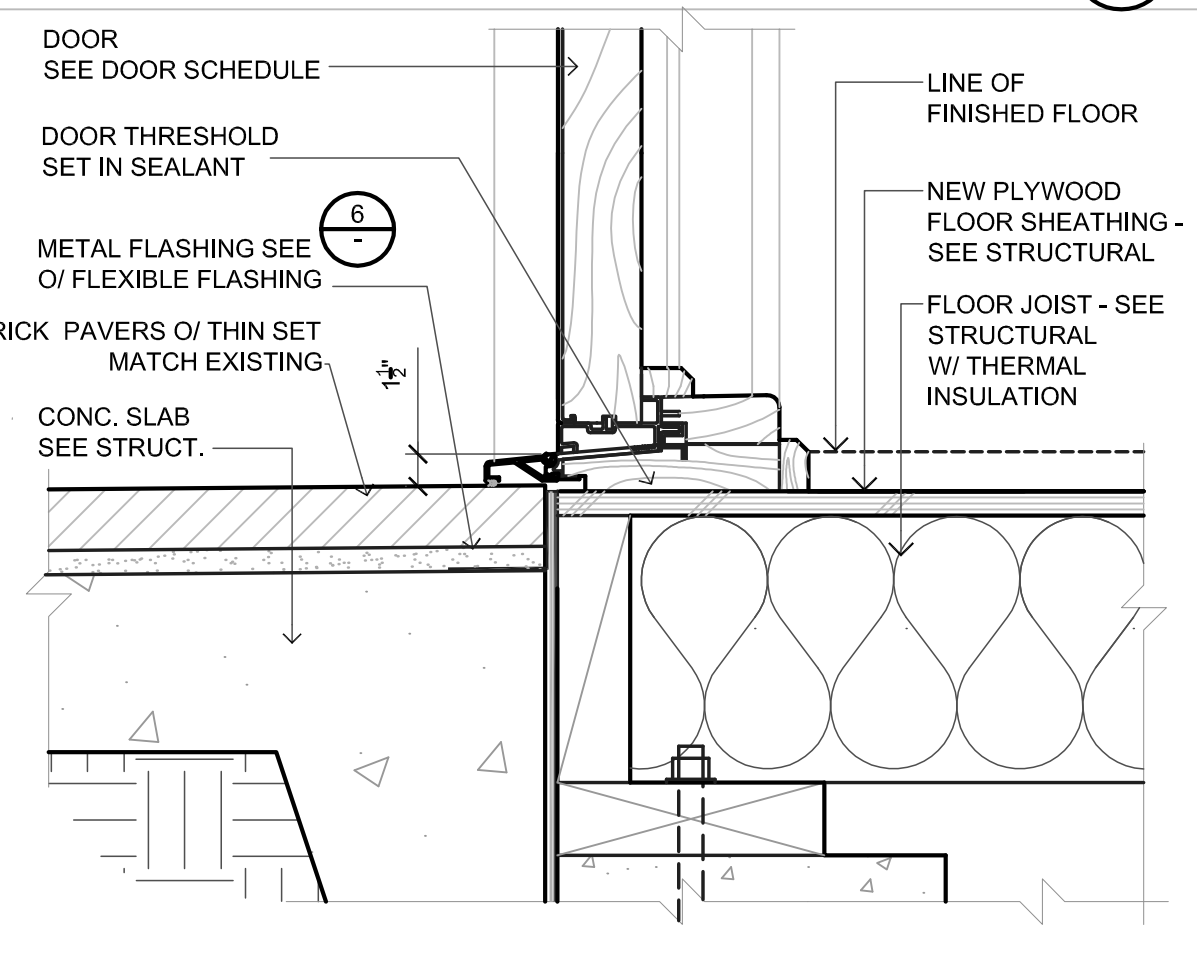 DOOR
SEE DOOR SCHEDULE
DOOR THRESHOLD
SET IN SEALANT
6
-
METAL FLASHING SEE
O/ FLEXIBLE FLASHING
RICK PAVERS O/ THIN SET
MATCH EXISTING
1 1/2"
CONC. SLAB
SEE STRUCT.
LINE OF
FINISHED FLOOR
NEW PLYWOOD
FLOOR SHEATHING -
SEE STRUCTURAL
FLOOR JOIST - SEE
STRUCTURAL
W/ THERMAL
INSULATION